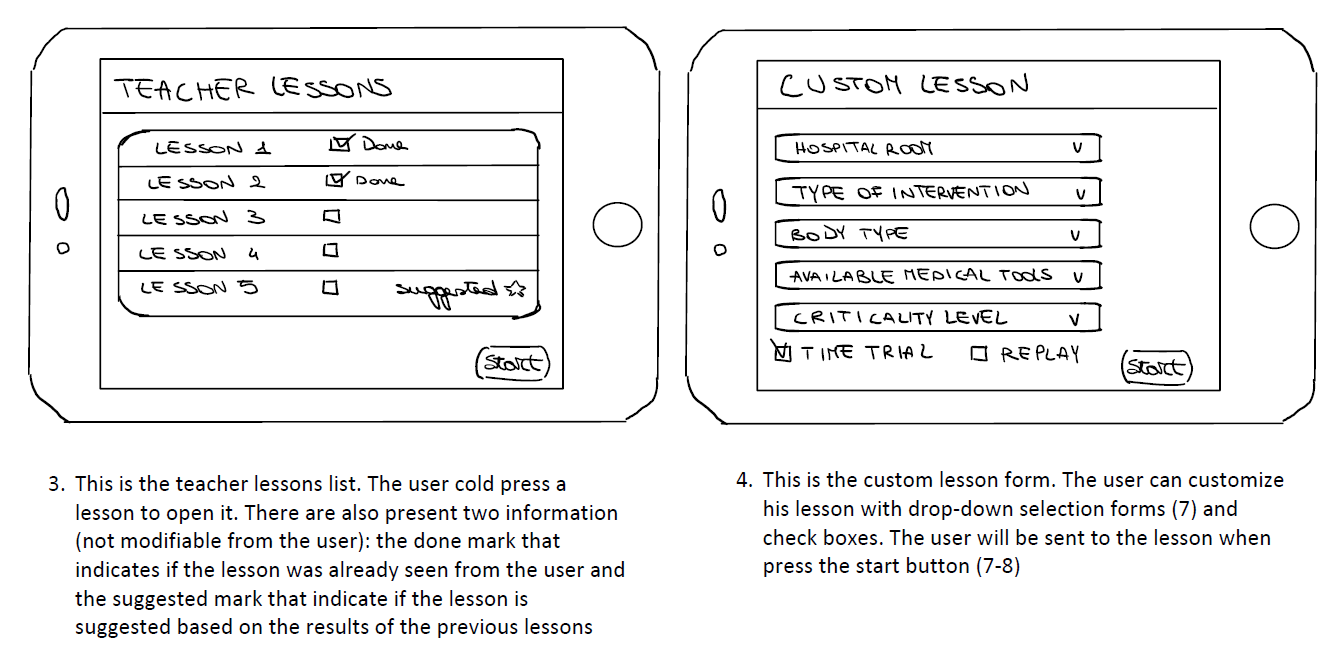 TEACHER LESSONS
LESSON 1 Done
LESSON 2 Done
LESSON 3
LESSON 4
LESSON 5 suggested
Start
3. This is the teacher lessons list. The user cold press a
lesson to open it. There are also present two information
(not modifiable from the user): the done mark that
indicates if the lesson was already seen from the user and
the suggested mark that indicate if the lesson is
suggested based on the results of the previous lessons
CUSTOM LESSON
HOSPITAL ROOM
TYPE OF INTERVENTION
BODY TYPE
AVAILABLE MEDICAL TOOLS
CRITICALITY LEVEL
TIME TRIAL REPLAY
Start
4. This is the custom lesson form. The user can customize
his lesson with drop-down selection forms (7) and
check boxes. The user will be sent to the lesson when
press the start button (7-8)